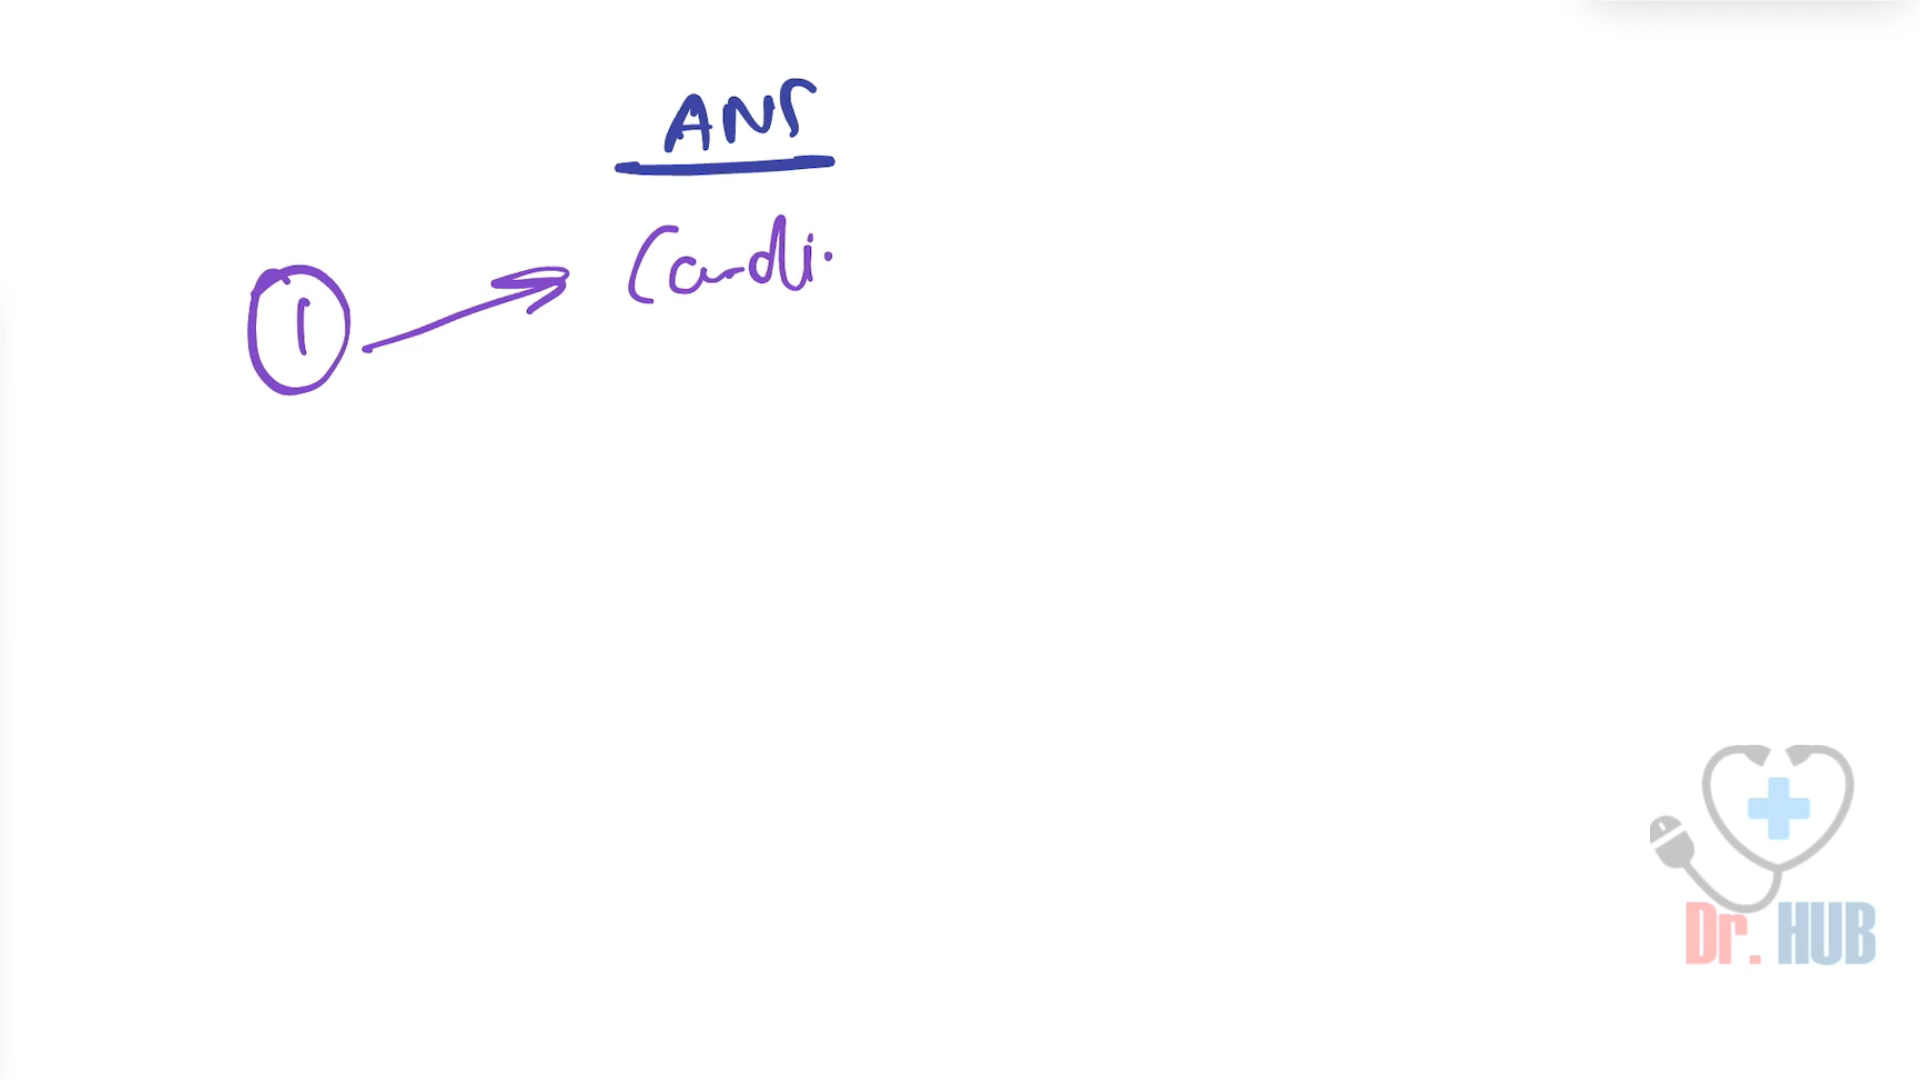 ANS
① → Cardi.
Dr. HUB